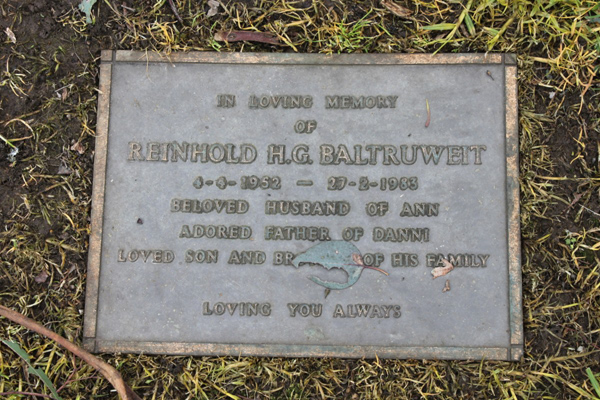 IN LOVING MEMORY
OF
REINHOLD H.G. BALTRUWEIT
4-4-1952 — 27-2-1983
BELOVED HUSBAND OF ANN
ADORED FATHER OF DANNI
LOVED SON AND BR OF HIS FAMILY
LOVING YOU ALWAYS